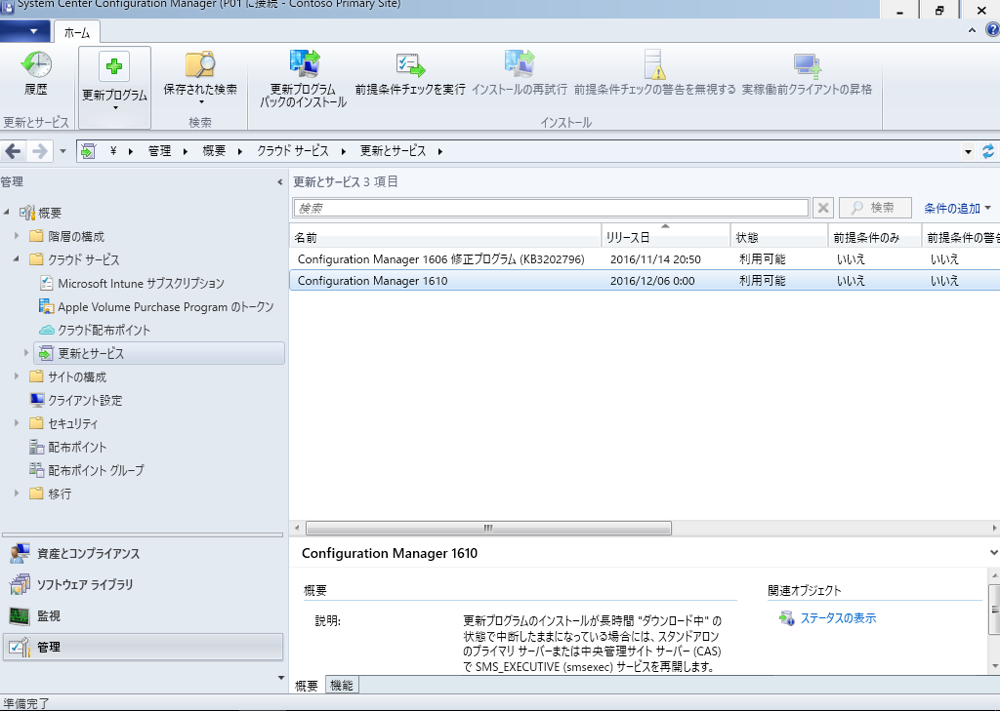 System Center Configuration Manager (P01 に接続 - Contoso Primary Site)
ホーム
履歴
更新プログラム
保存された検索
更新プログラム
パックのインストール
前提条件チェックを実行
インストールの再試行
前提条件チェックの警告を無視する
実稼働前クライアントの昇格
更新とサービス
検索
インストール
¥ 管理 概要 クラウド サービス 更新とサービス
管理
概要
階層の構成
クラウド サービス
Microsoft Intune サブスクリプション
Apple Volume Purchase Program のトークン
クラウド配布ポイント
更新とサービス
サイトの構成
クライアント設定
セキュリティ
配布ポイント
配布ポイント グループ
移行
資産とコンプライアンス
ソフトウェア ライブラリ
監視
管理
更新とサービス 3 項目
検索
検索
条件の追加
名前 リリース日 状態 前提条件のみ 前提条件の警告
Configuration Manager 1606 修正プログラム (KB3202796) 2016/11/14 20:50 利用可能 いいえ いいえ
Configuration Manager 1610 2016/12/06 0:00 利用可能 いいえ いいえ
Configuration Manager 1610
概要
説明:
更新プログラムのインストールが長時間 "ダウンロード中" の
状態で中断したままになっている場合には、スタンドアロン
のプライマリ サーバーまたは中央管理サイト サーバー (CAS)
で SMS_EXECUTIVE (smsexec) サービスを再開します。
関連オブジェクト
ステータスの表示
概要 機能
準備完了